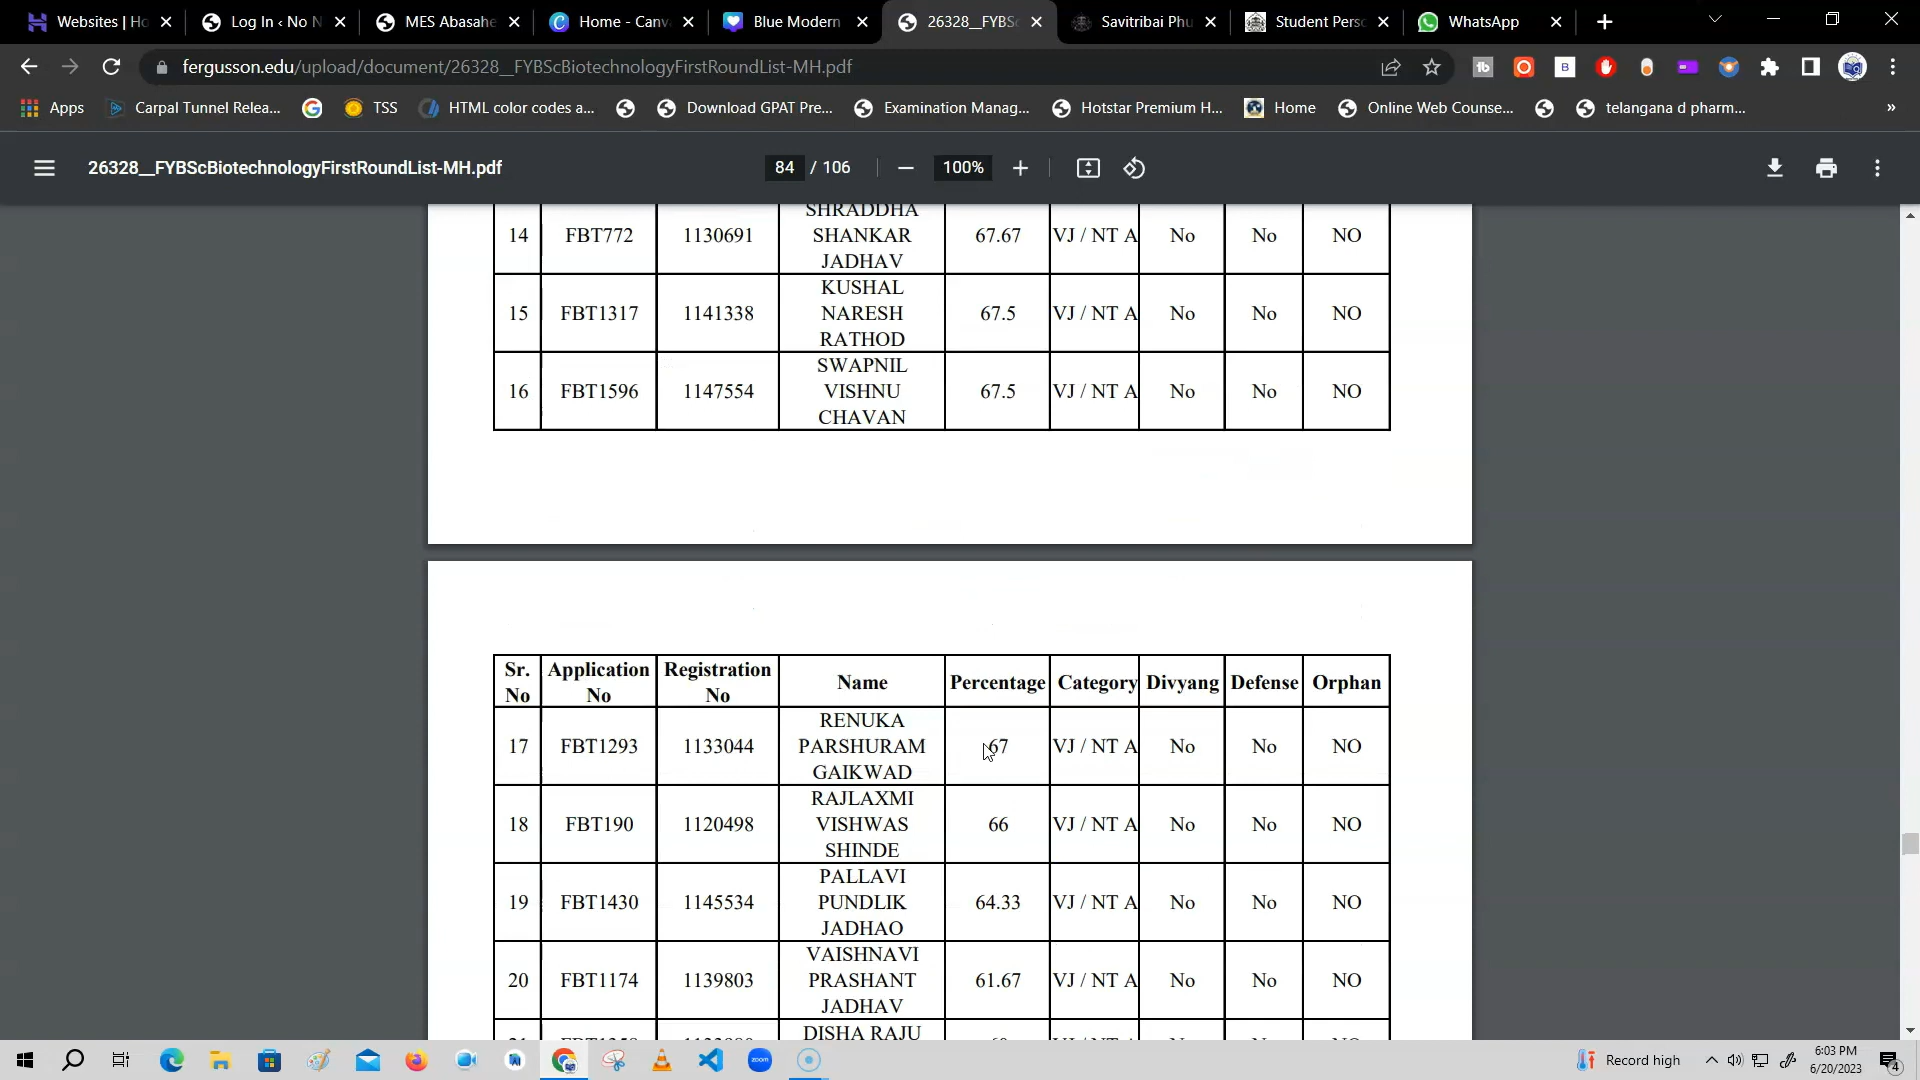 Websites | Ho
Log In ‹ No N
MES Abasahe
Home - Canv
Blue Modern
26328__FYBSc
Savitribai Phu
Student Perso
WhatsApp
fergusson.edu/upload/document/26328__FYBScBiotechnologyFirstRoundList-MH.pdf
Apps
Carpal Tunnel Relea...
TSS
HTML color codes a...
Download GPAT Pre...
Examination Manag...
Hotstar Premium H...
Home
Online Web Counse...
telangana d pharm...
»
26328__FYBScBiotechnologyFirstRoundList-MH.pdf
84 / 106
100%
14 FBT772 1130691 SHRADDHA SHANKAR JADHAV 67.67 VJ / NT A No No NO
15 FBT1317 1141338 KUSHAL NARESH RATHOD 67.5 VJ / NT A No No NO
16 FBT1596 1147554 SWAPNIL VISHNU CHAVAN 67.5 VJ / NT A No No NO
Sr. No Application No Registration No Name Percentage Category Divyang Defense Orphan
17 FBT1293 1133044 RENUKA PARSHURAM GAIKWAD 67 VJ / NT A No No NO
18 FBT190 1120498 RAJLAXMI VISHWAS SHINDE 66 VJ / NT A No No NO
19 FBT1430 1145534 PALLAVI PUNDLIK JADHAO 64.33 VJ / NT A No No NO
20 FBT1174 1139803 VAISHNAVI PRASHANT JADHAV 61.67 VJ / NT A No No NO
DISHA RAJU
Record high
6:03 PM
6/20/2023
4